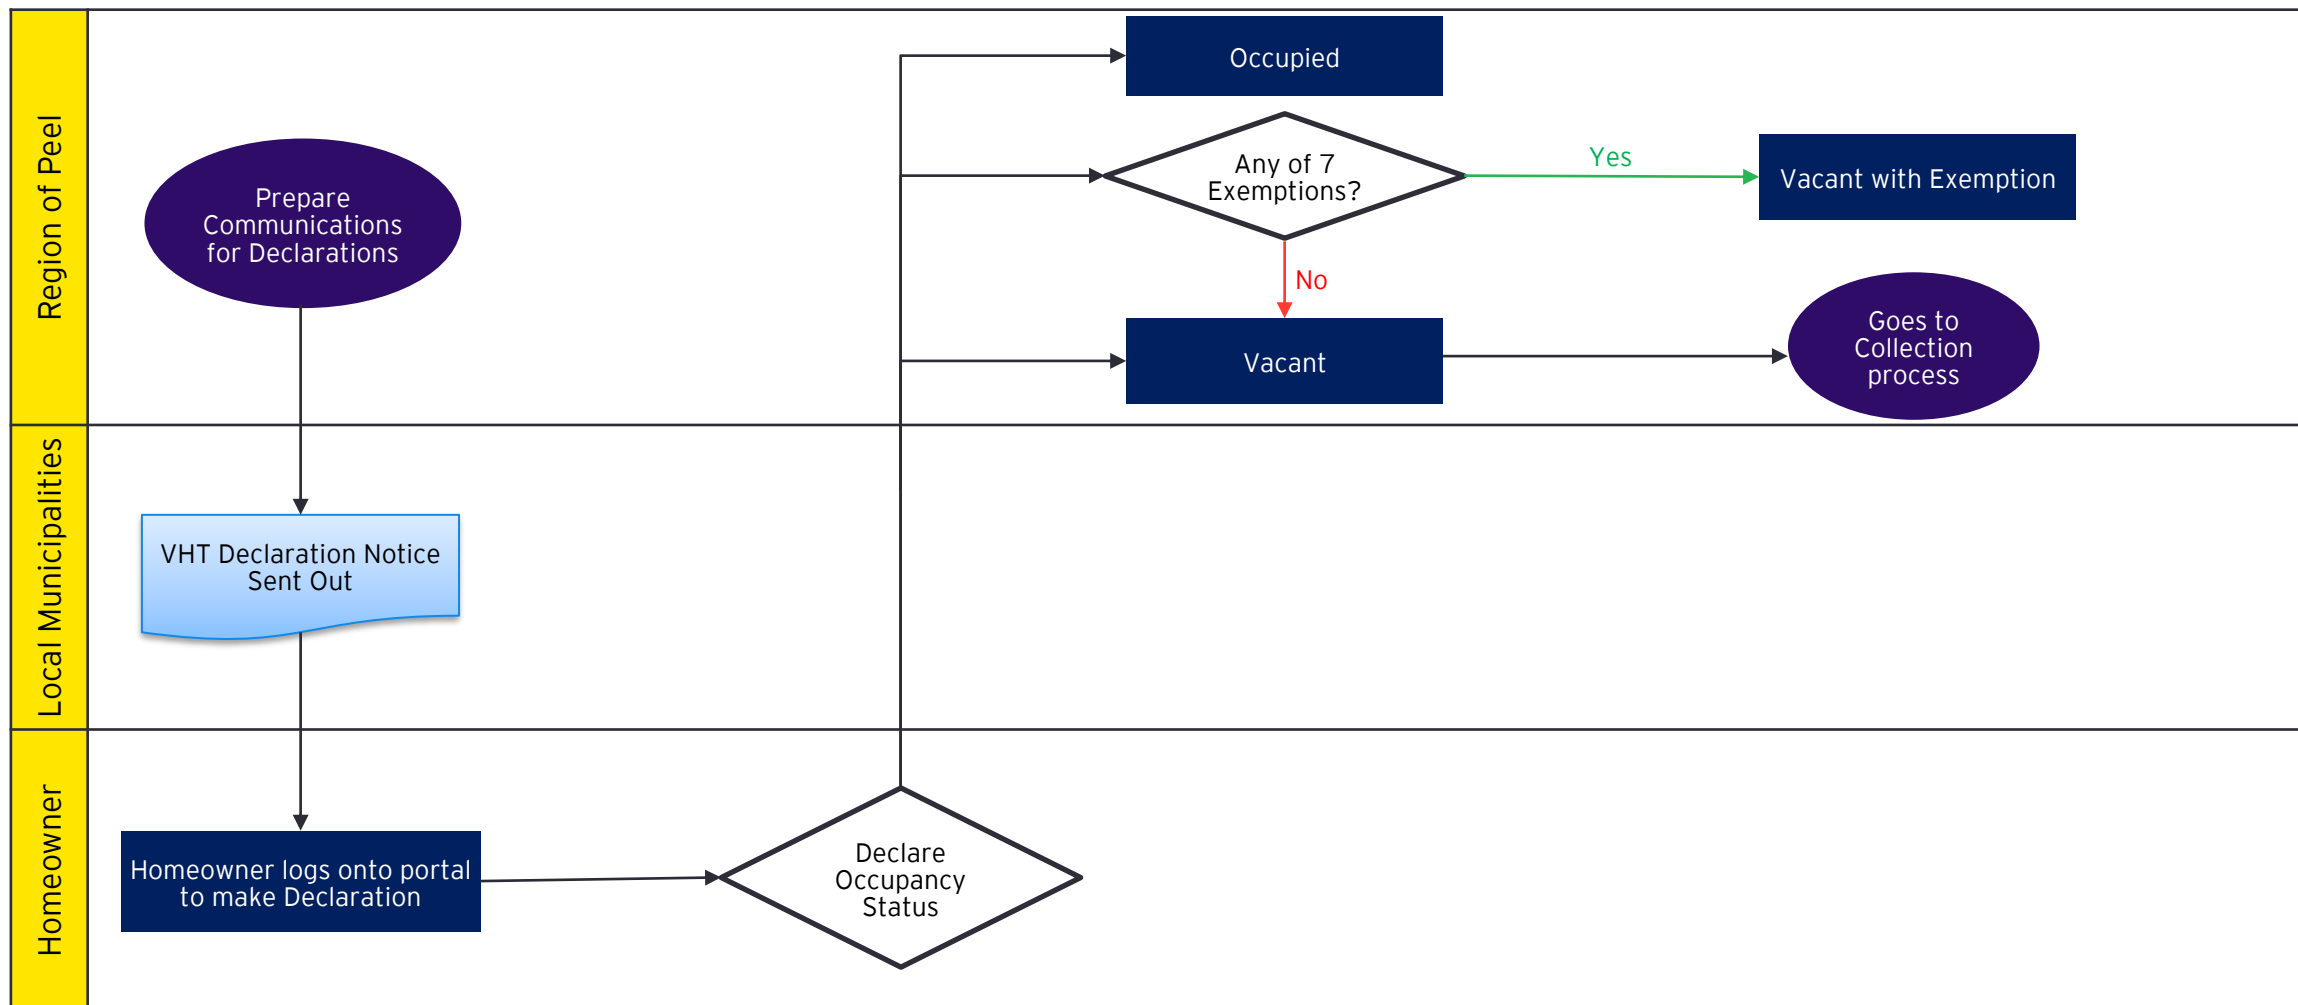 Region of Peel
Prepare
Communications
for Declarations
Occupied
Any of 7
Exemptions?
Yes
Vacant with Exemption
No
Vacant
Goes to
Collection
process
Local Municipalities
VHT Declaration Notice
Sent Out
Homeowner
Homeowner logs onto portal
to make Declaration
Declare
Occupancy
Status